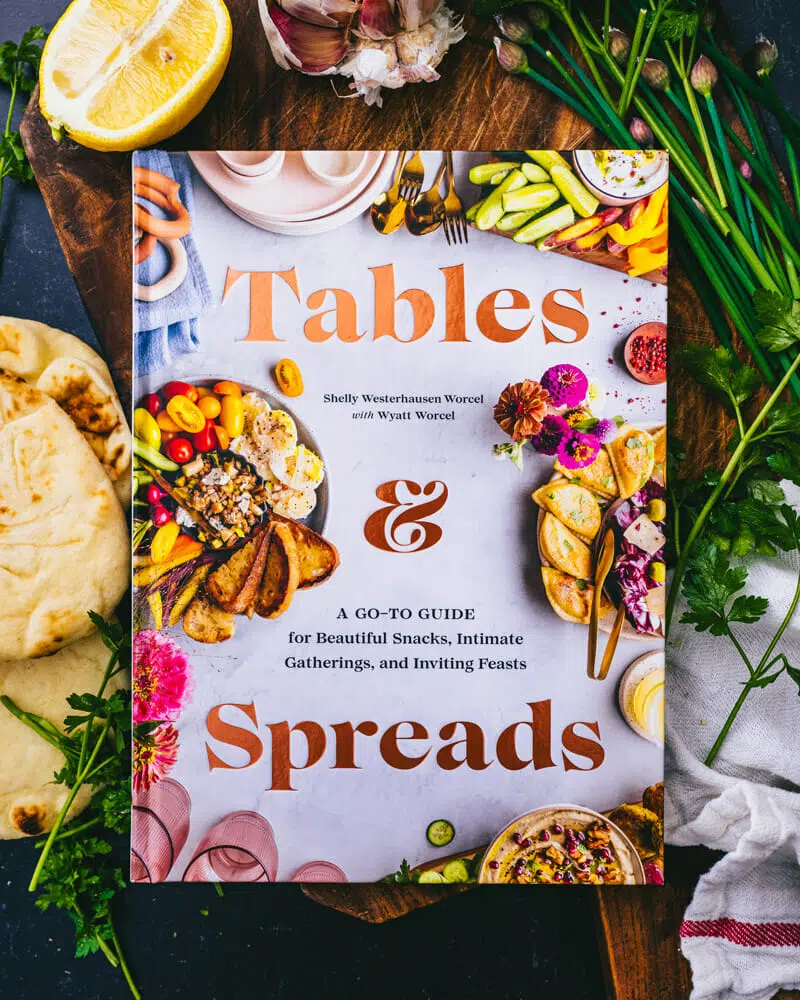 Tables
Shelly Westerhausen Worcel
with Wyatt Worcel
&
A GO-TO GUIDE
for Beautiful Snacks, Intimate
Gatherings, and Inviting Feasts
Spreads